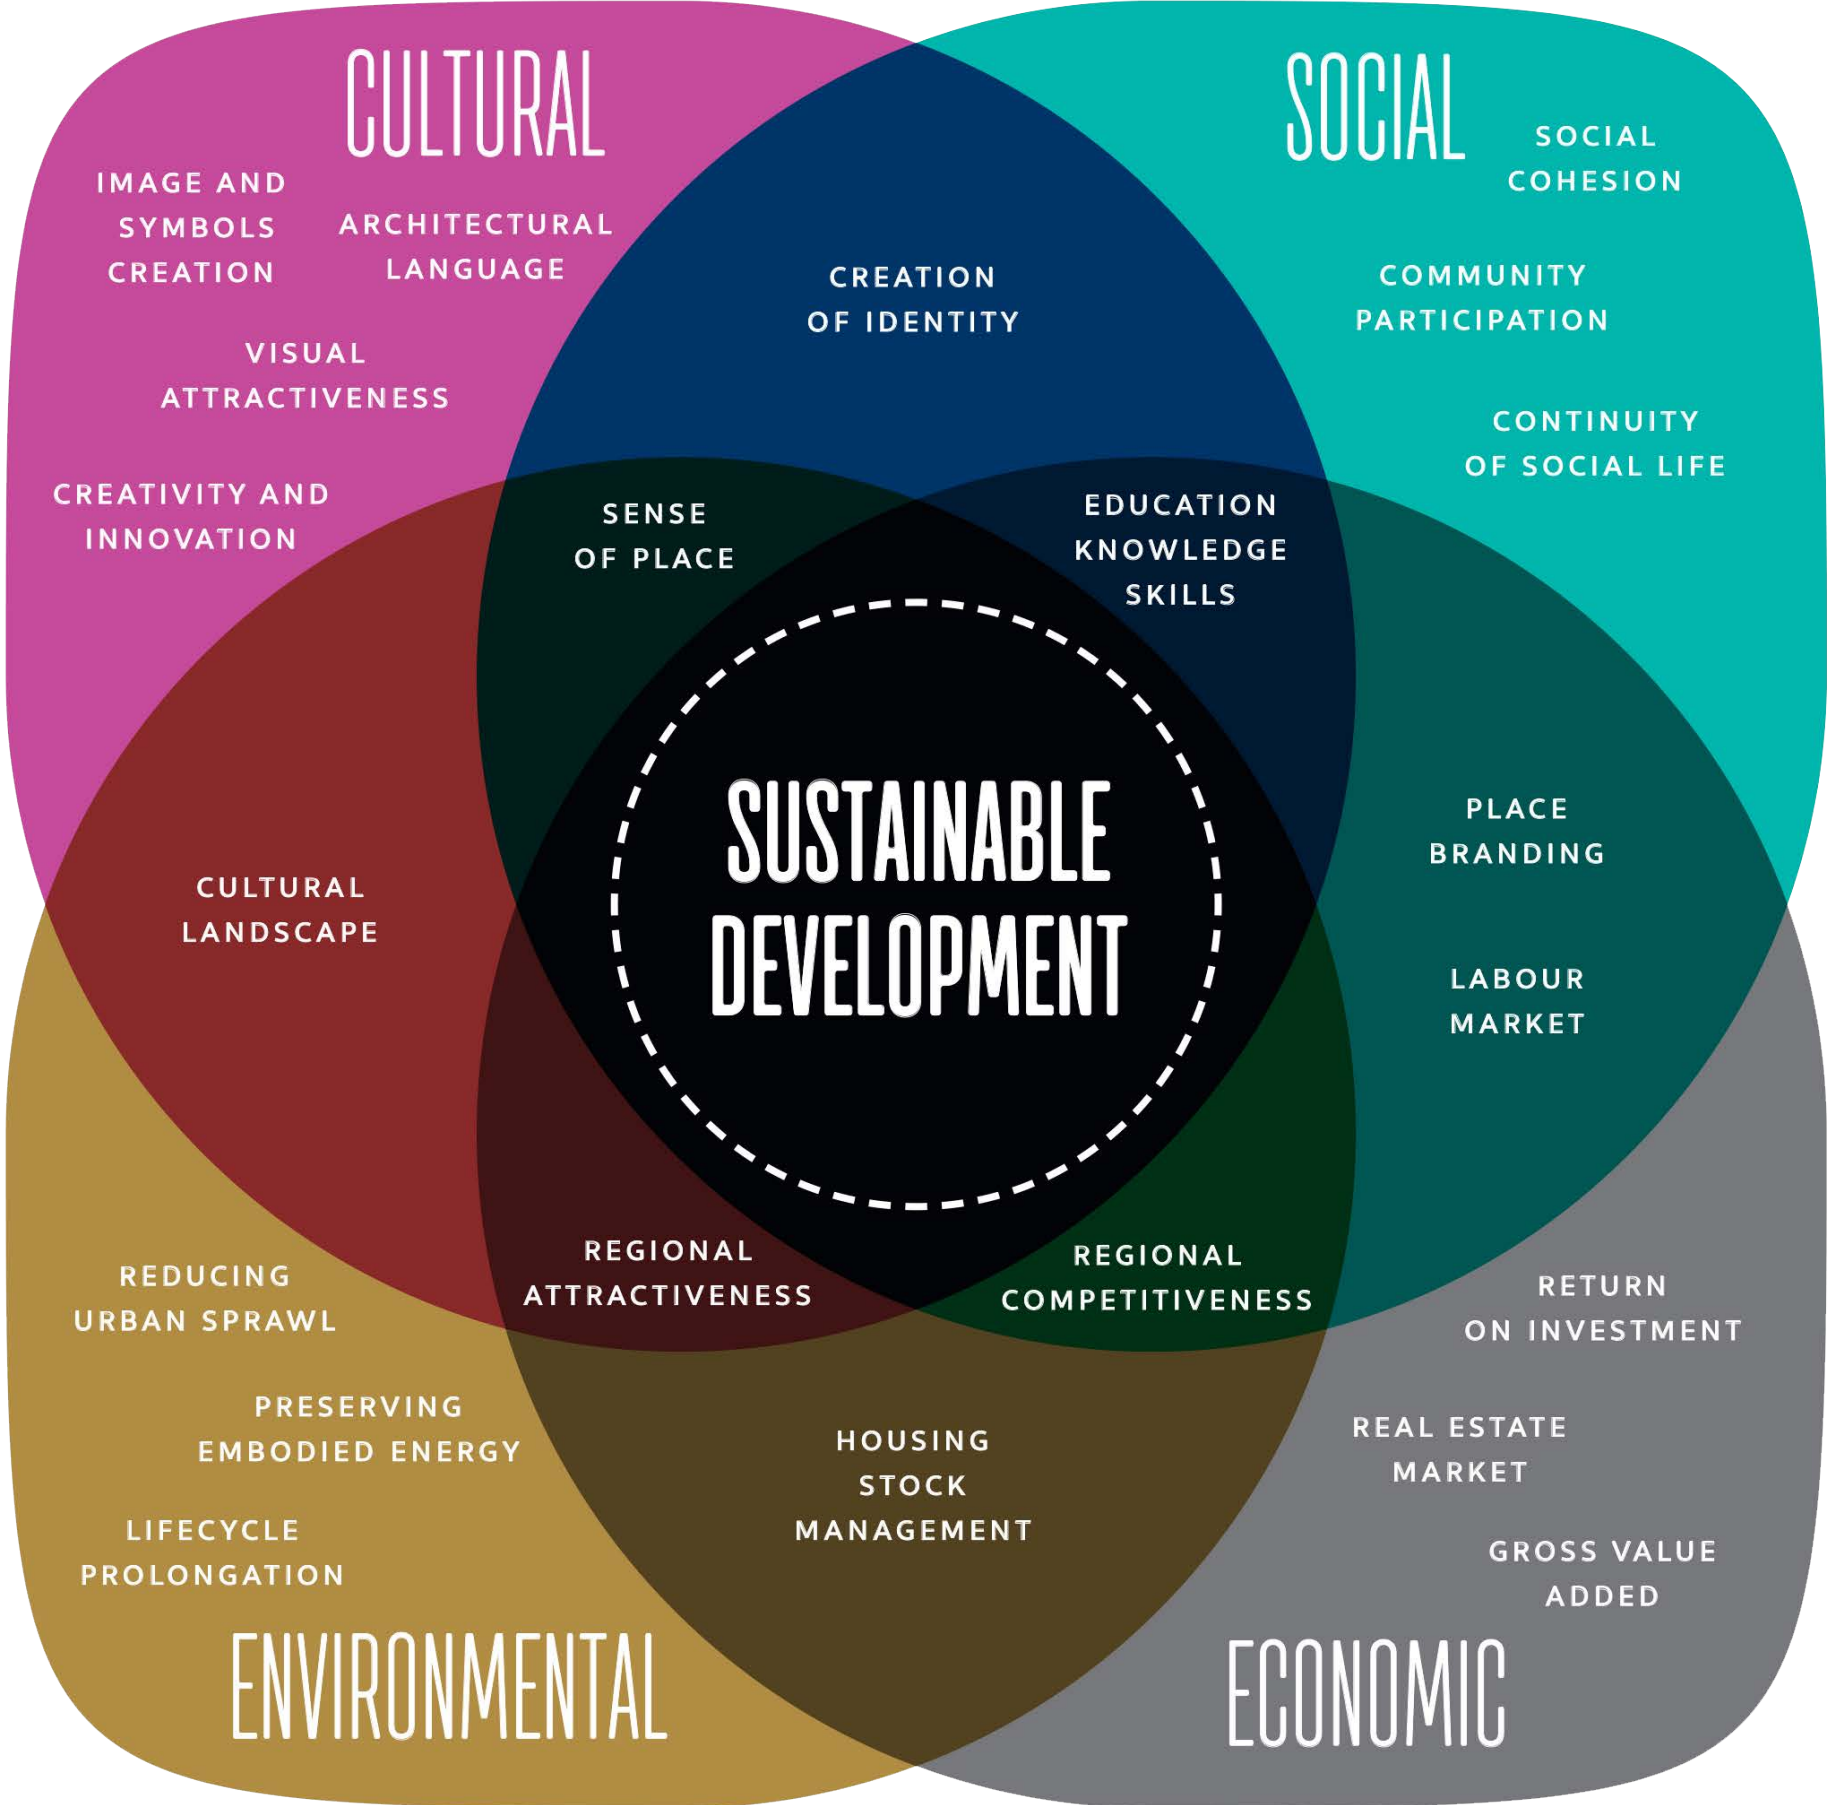 CULTURAL
IMAGE AND
SYMBOLS
CREATION
ARCHITECTURAL
LANGUAGE
VISUAL
ATTRACTIVENESS
CREATIVITY AND
INNOVATION
CREATION
OF IDENTITY
SOCIAL
SOCIAL
COHESION
COMMUNITY
PARTICIPATION
CONTINUITY
OF SOCIAL LIFE
SENSE
OF PLACE
EDUCATION
KNOWLEDGE
SKILLS
CULTURAL
LANDSCAPE
SUSTAINABLE
DEVELOPMENT
PLACE
BRANDING
LABOUR
MARKET
REGIONAL
ATTRACTIVENESS
REGIONAL
COMPETITIVENESS
REDUCING
URBAN SPRAWL
PRESERVING
EMBODIED ENERGY
LIFECYCLE
PROLONGATION
ENVIRONMENTAL
HOUSING
STOCK
MANAGEMENT
RETURN
ON INVESTMENT
REAL ESTATE
MARKET
GROSS VALUE
ADDED
ECONOMIC